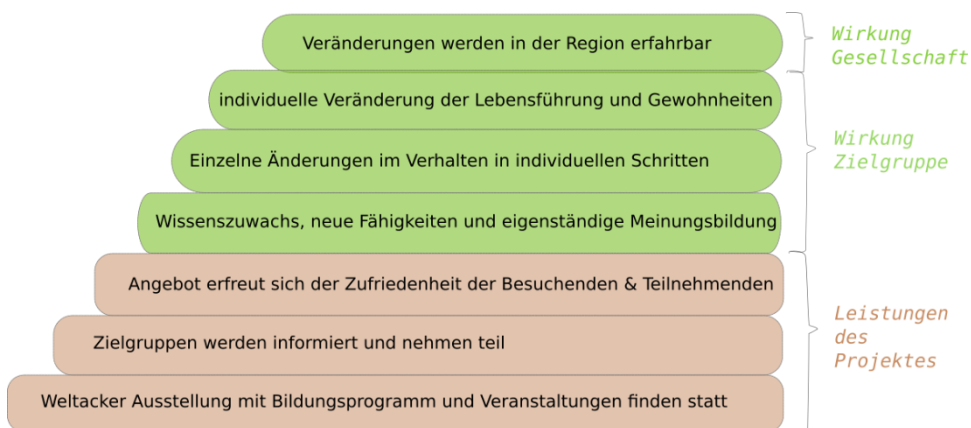 Veränderungen werden in der Region erfahrbar
Wirkung
Gesellschaft
individuelle Veränderung der Lebensführung und Gewohnheiten
Einzelne Änderungen im Verhalten in individuellen Schritten
Wirkung
Zielgruppe
Wissenszuwachs, neue Fähigkeiten und eigenständige Meinungsbildung
Angebot erfreut sich der Zufriedenheit der Besuchenden & Teilnehmenden
Zielgruppen werden informiert und nehmen teil
Weltacker Ausstellung mit Bildungsprogramm und Veranstaltungen finden statt
Leistungen
des
Projektes